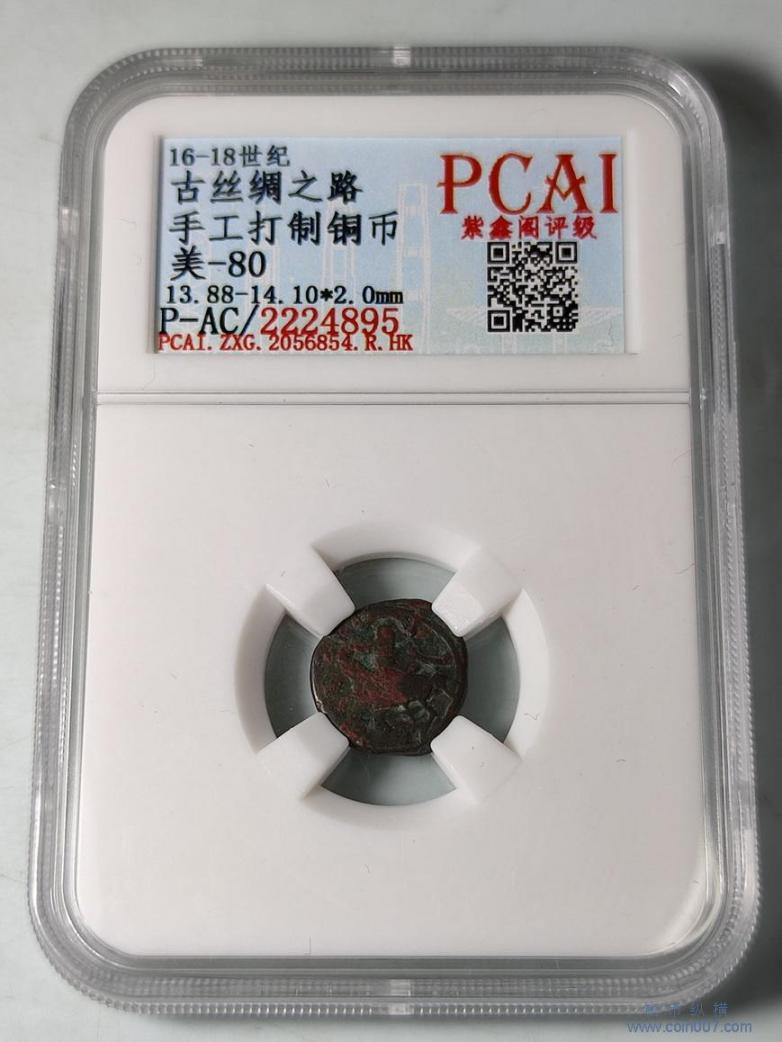 16-18世纪
古丝绸之路
手工打制铜币
美-80
13.88-14.10*2.0mm
P-AC/2224895
PCAI.ZXG.2056854.R.HK
PCAI
紫鑫阁评级
纵横
www.coin007.com